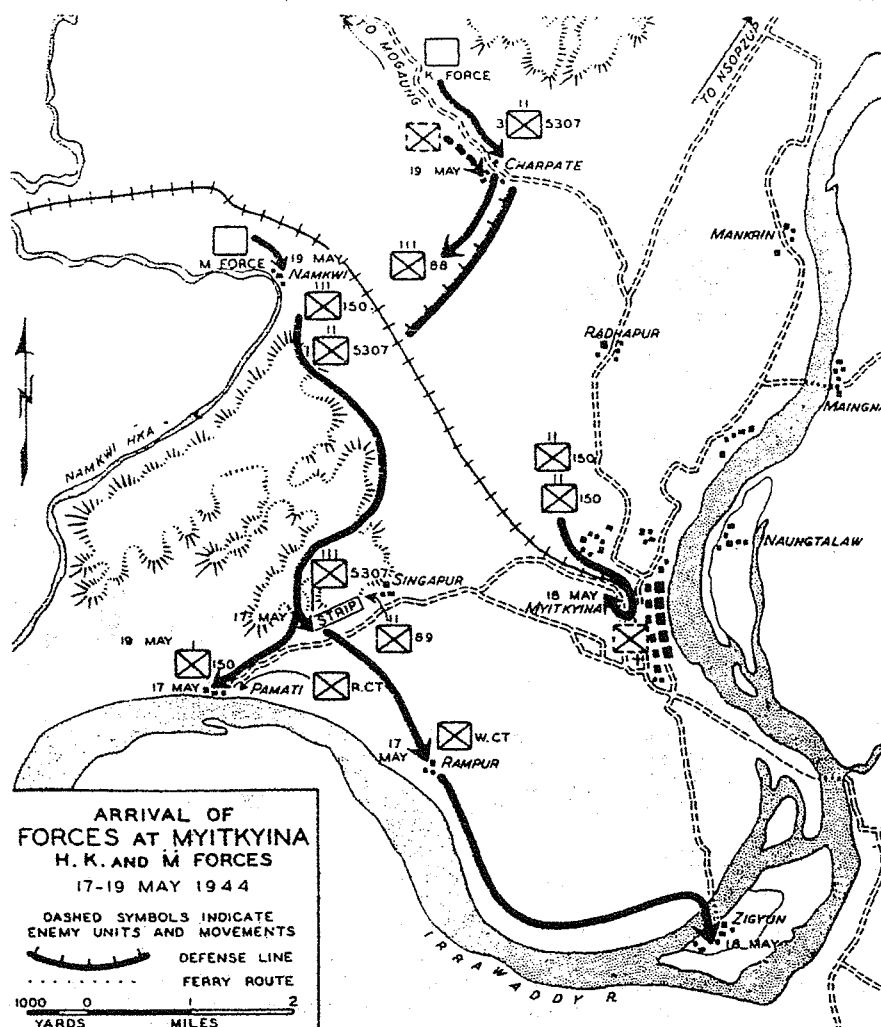 TO MOGAUNG
K FORCE
3 5307
19 MAY
CHARPATE
TO NSOPZUP
MANKRIN
M FORCE
19 MAY
NAMKWI
88
150
1 5307
RADHAPUR
NAMKWI HKA
150
150
NAUNGTALAW
5307
SINGAPUR
18 MAY
MYITKYINA
17 MAY
STRIP
89
19 MAY
150
17 MAY
PAMATI
R.CT
W.CT
17
MAY
RAMPUR
ARRIVAL OF
FORCES AT MYITKYINA
H. K. AND M FORCES
17-19 MAY 1944
DASHED SYMBOLS INDICATE
ENEMY UNITS AND MOVEMENTS
DEFENSE LINE
FERRY ROUTE
1000 0 1 2
YARDS MILES
ZIGYUN
18 MAY
IRRAWADDY R.